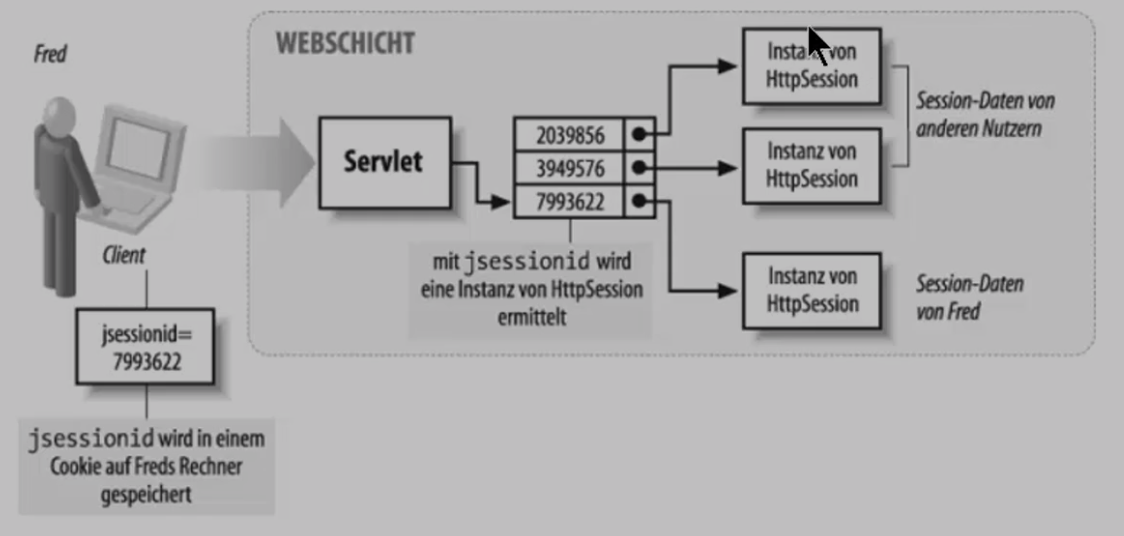 Fred
WEBSCHICHT
Client
jsessionid=
7993622
jsessionid wird in einem
Cookie auf Freds Rechner
gespeichert
Servlet
2039856
3949576
7993622
mit jsessionid wird
eine Instanz von HttpSession
ermittelt
Instanz von
HttpSession
Instanz von
HttpSession
Session-Daten von
anderen Nutzern
Instanz von
HttpSession
Session-Daten
von Fred